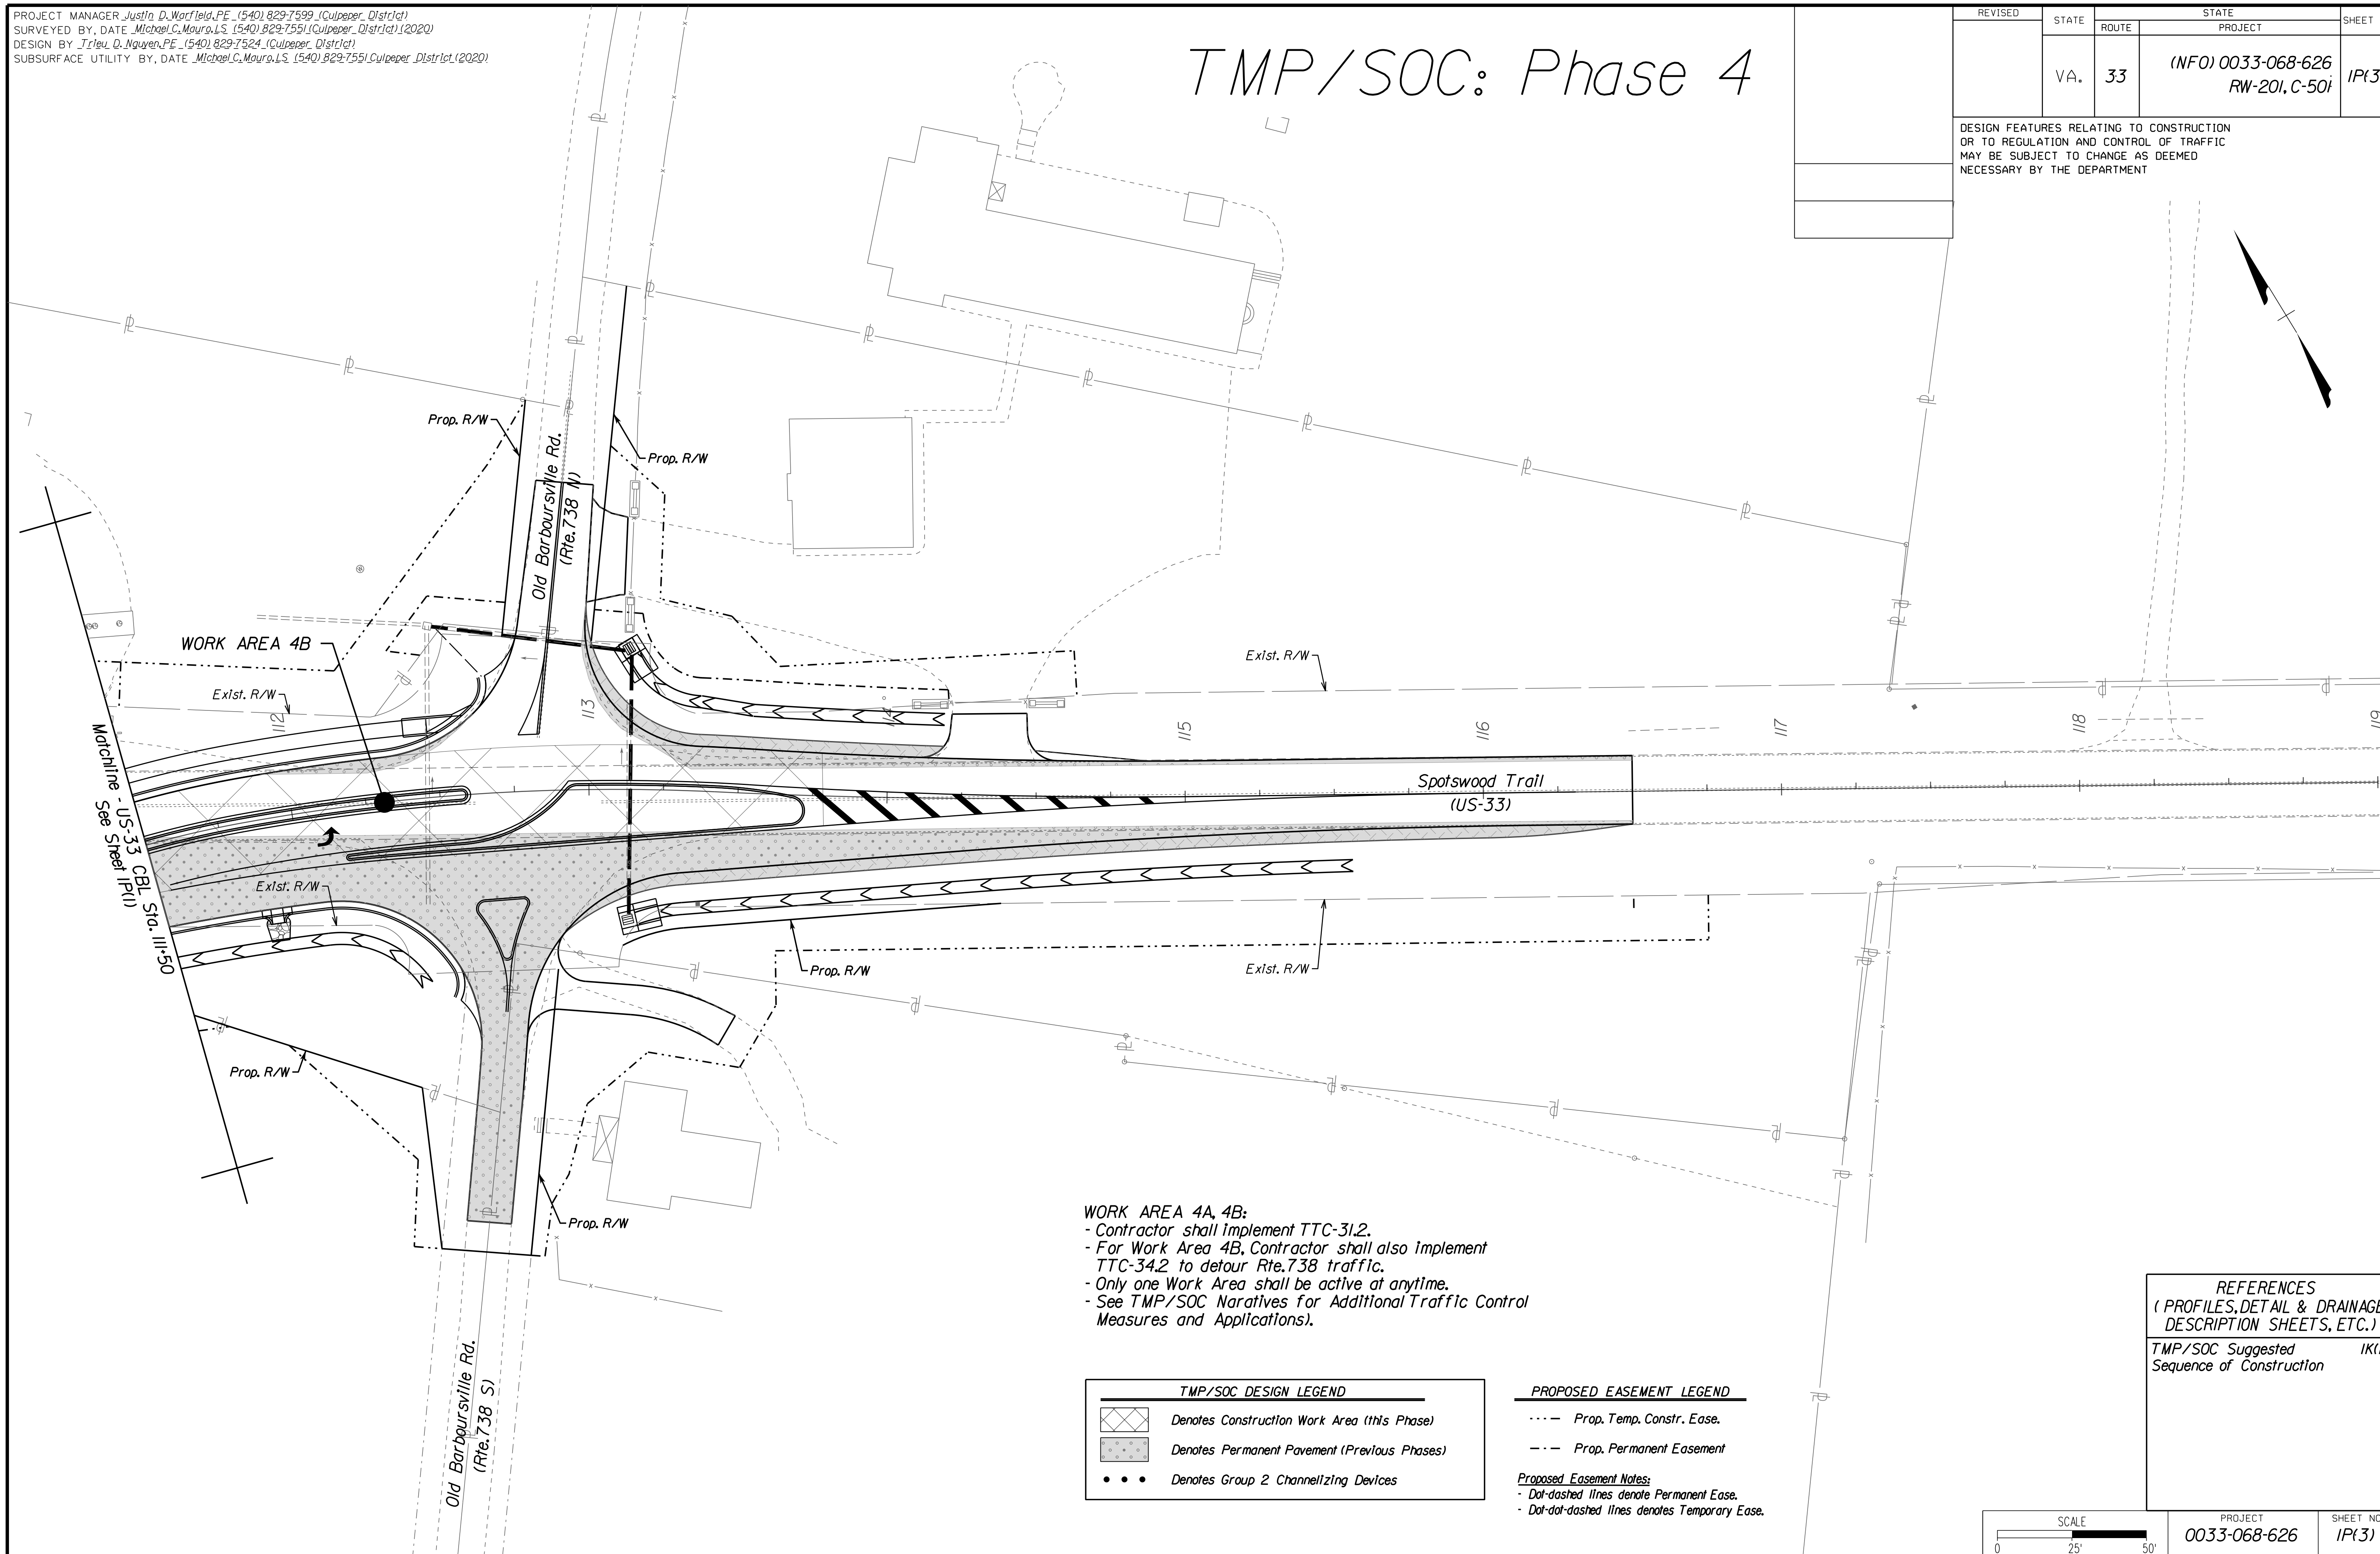 PROJECT MANAGER Justin D. Warfield, PE (540) 829-7599 (Culpeper District)
SURVEYED BY, DATE Michael C. Mauro, LS (540) 829-7551 (Culpeper District) (2020)
DESIGN BY Trieu D. Nguyen, PE (540) 829-7524 (Culpeper District)
SUBSURFACE UTILITY BY, DATE Michael C. Mauro, LS (540) 829-7551 Culpeper District (2020)
TMP/SOC: Phase 4
REVISED
STATE
STATE
SHEET
ROUTE
PROJECT
VA.
33
(NFO) 0033-068-626
RW-201, C-501
DESIGN FEATURES RELATING TO CONSTRUCTION
OR TO REGULATION AND CONTROL OF TRAFFIC
MAY BE SUBJECT TO CHANGE AS DEEMED
NECESSARY BY THE DEPARTMENT
Prop. R/W
Prop. R/W
Old Barboursville Rd.
(Rte. 738 N)
WORK AREA 4B
Exist. R/W
Exist. R/W
112
113
114
115
116
117
118
119
Spotswood Trail
(US-33)
Matchline - US-33 CBL Sta. 111+50
See Sheet 1P(1)
Exist. R/W
Prop. R/W
Exist. R/W
Prop. R/W
Prop. R/W
Old Barboursville Rd.
(Rte. 738 S)
WORK AREA 4A, 4B:
- Contractor shall implement TTC-31.2.
- For Work Area 4B, Contractor shall also implement
TTC-34.2 to detour Rte. 738 traffic.
- Only one Work Area shall be active at anytime.
- See TMP/SOC Naratives for Additional Traffic Control
Measures and Applications).
TMP/SOC DESIGN LEGEND
Denotes Construction Work Area (this Phase)
Denotes Permanent Pavement (Previous Phases)
Denotes Group 2 Channelizing Devices
PROPOSED EASEMENT LEGEND
Prop. Temp. Constr. Ease.
Prop. Permanent Easement
Proposed Easement Notes:
- Dot-dashed lines denote Permanent Ease.
- Dot-dot-dashed lines denotes Temporary Ease.
REFERENCES
( PROFILES, DETAIL & DRAINAGE
DESCRIPTION SHEETS, ETC.)
TMP/SOC Suggested
Sequence of Construction
SCALE
0 25' 50'
PROJECT
0033-068-626
SHEET NO
1P(3)